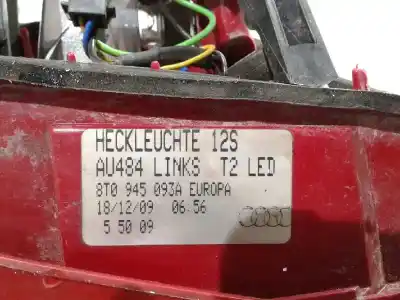 HECKLEUCHTE 12S
AU484 LINKS T2 LED
8T0 945 093A EUROPA
18/12/09 06.56
5 50 09